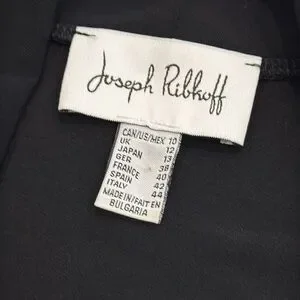 Joseph Ribkoff
CAN/US/MEX 10
UK 12
JAPAN 13
GER 38
FRANCE 40
SPAIN 42
ITALY 44
MADE IN/FAIT EN
BULGARIA